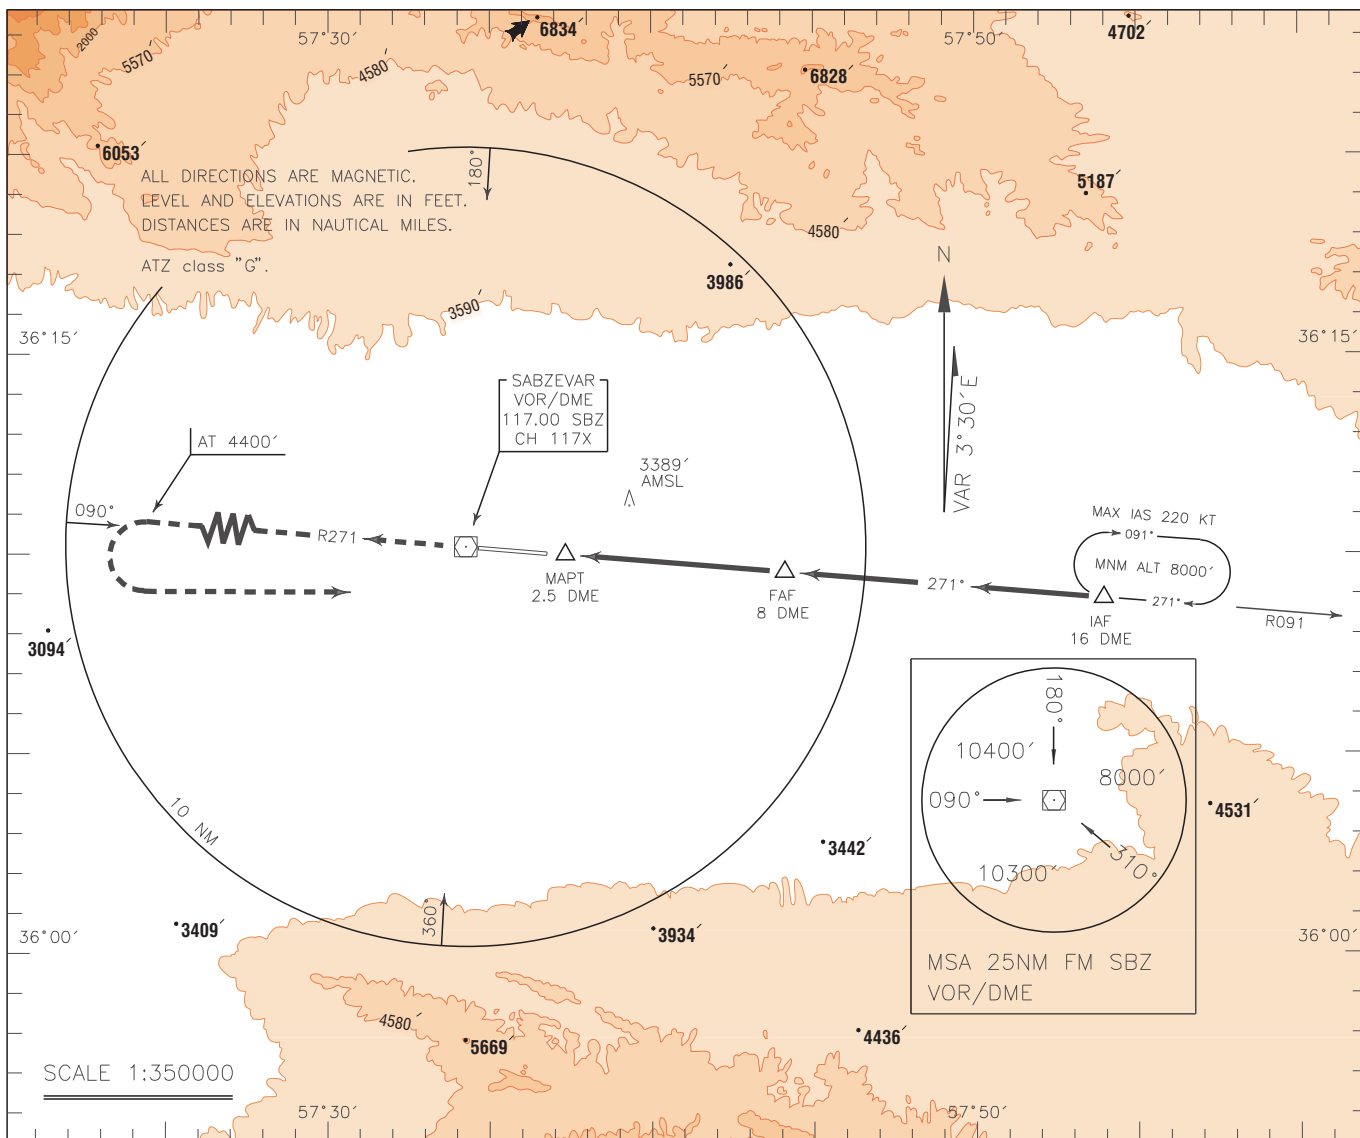 2000
5570′
57°30′
4580′
6834′
5570′
6828′
57°50′
4702′
6053′
180°
5187′
ALL DIRECTIONS ARE MAGNETIC.
LEVEL AND ELEVATIONS ARE IN FEET.
DISTANCES ARE IN NAUTICAL MILES.
ATZ class "G".
4580′
3986′
N
3590′
36°15′
36°15′
SABZEVAR
VOR/DME
117.00 SBZ
CH 117X
VAR 3°30′E
AT 4400′
3389′
AMSL
090°
R271
MAPT
2.5 DME
FAF
8 DME
271°
MAX IAS 220 KT
091°
MNM ALT 8000′
271°
IAF
16 DME
R091
3094′
180°
10400′
8000′
090°
310°
10300′
MSA 25NM FM SBZ
VOR/DME
4531′
10 NM
3442′
3409′
360°
3934′
36°00′
36°00′
4580′
5669′
4436′
SCALE 1:350000
57°30′
57°50′